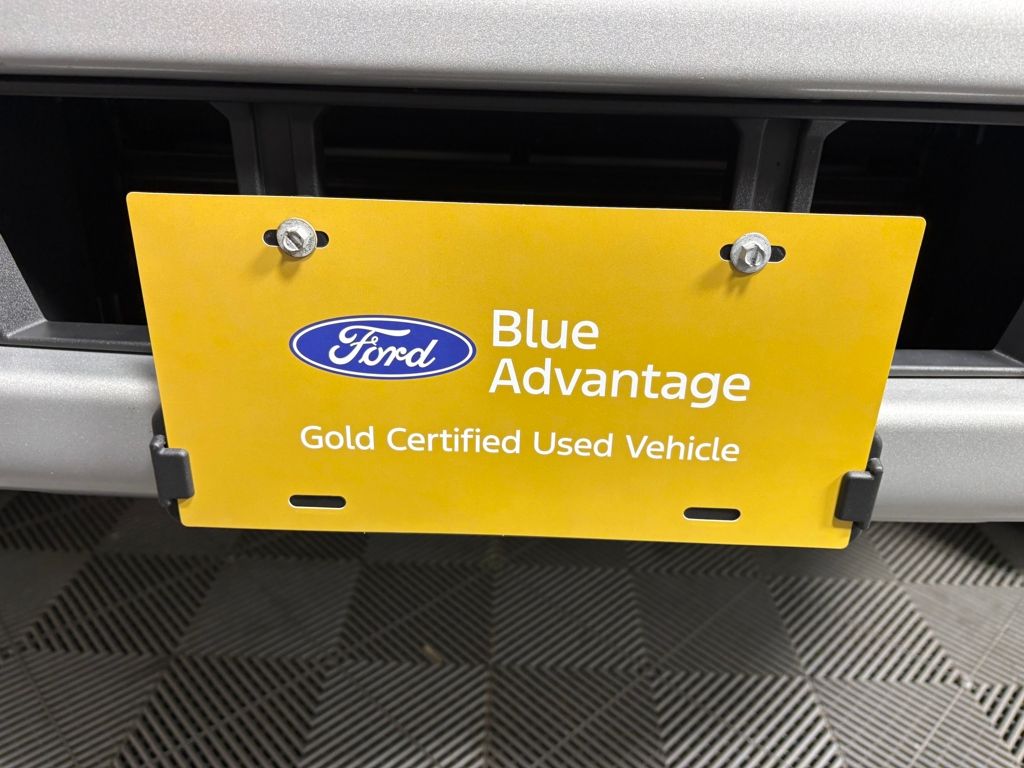 Ford
Blue
Advantage
Gold Certified Used Vehicle